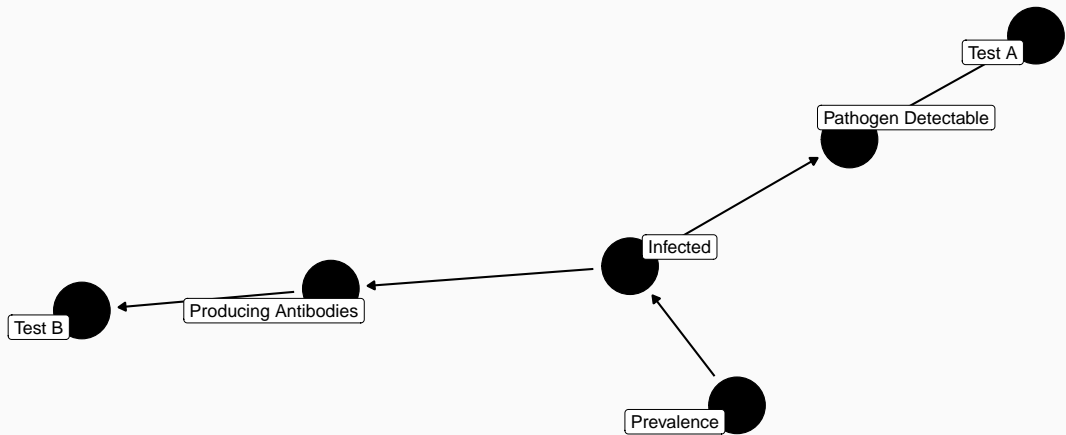 Test A
Pathogen Detectable
Infected
Producing Antibodies
Test B
Prevalence